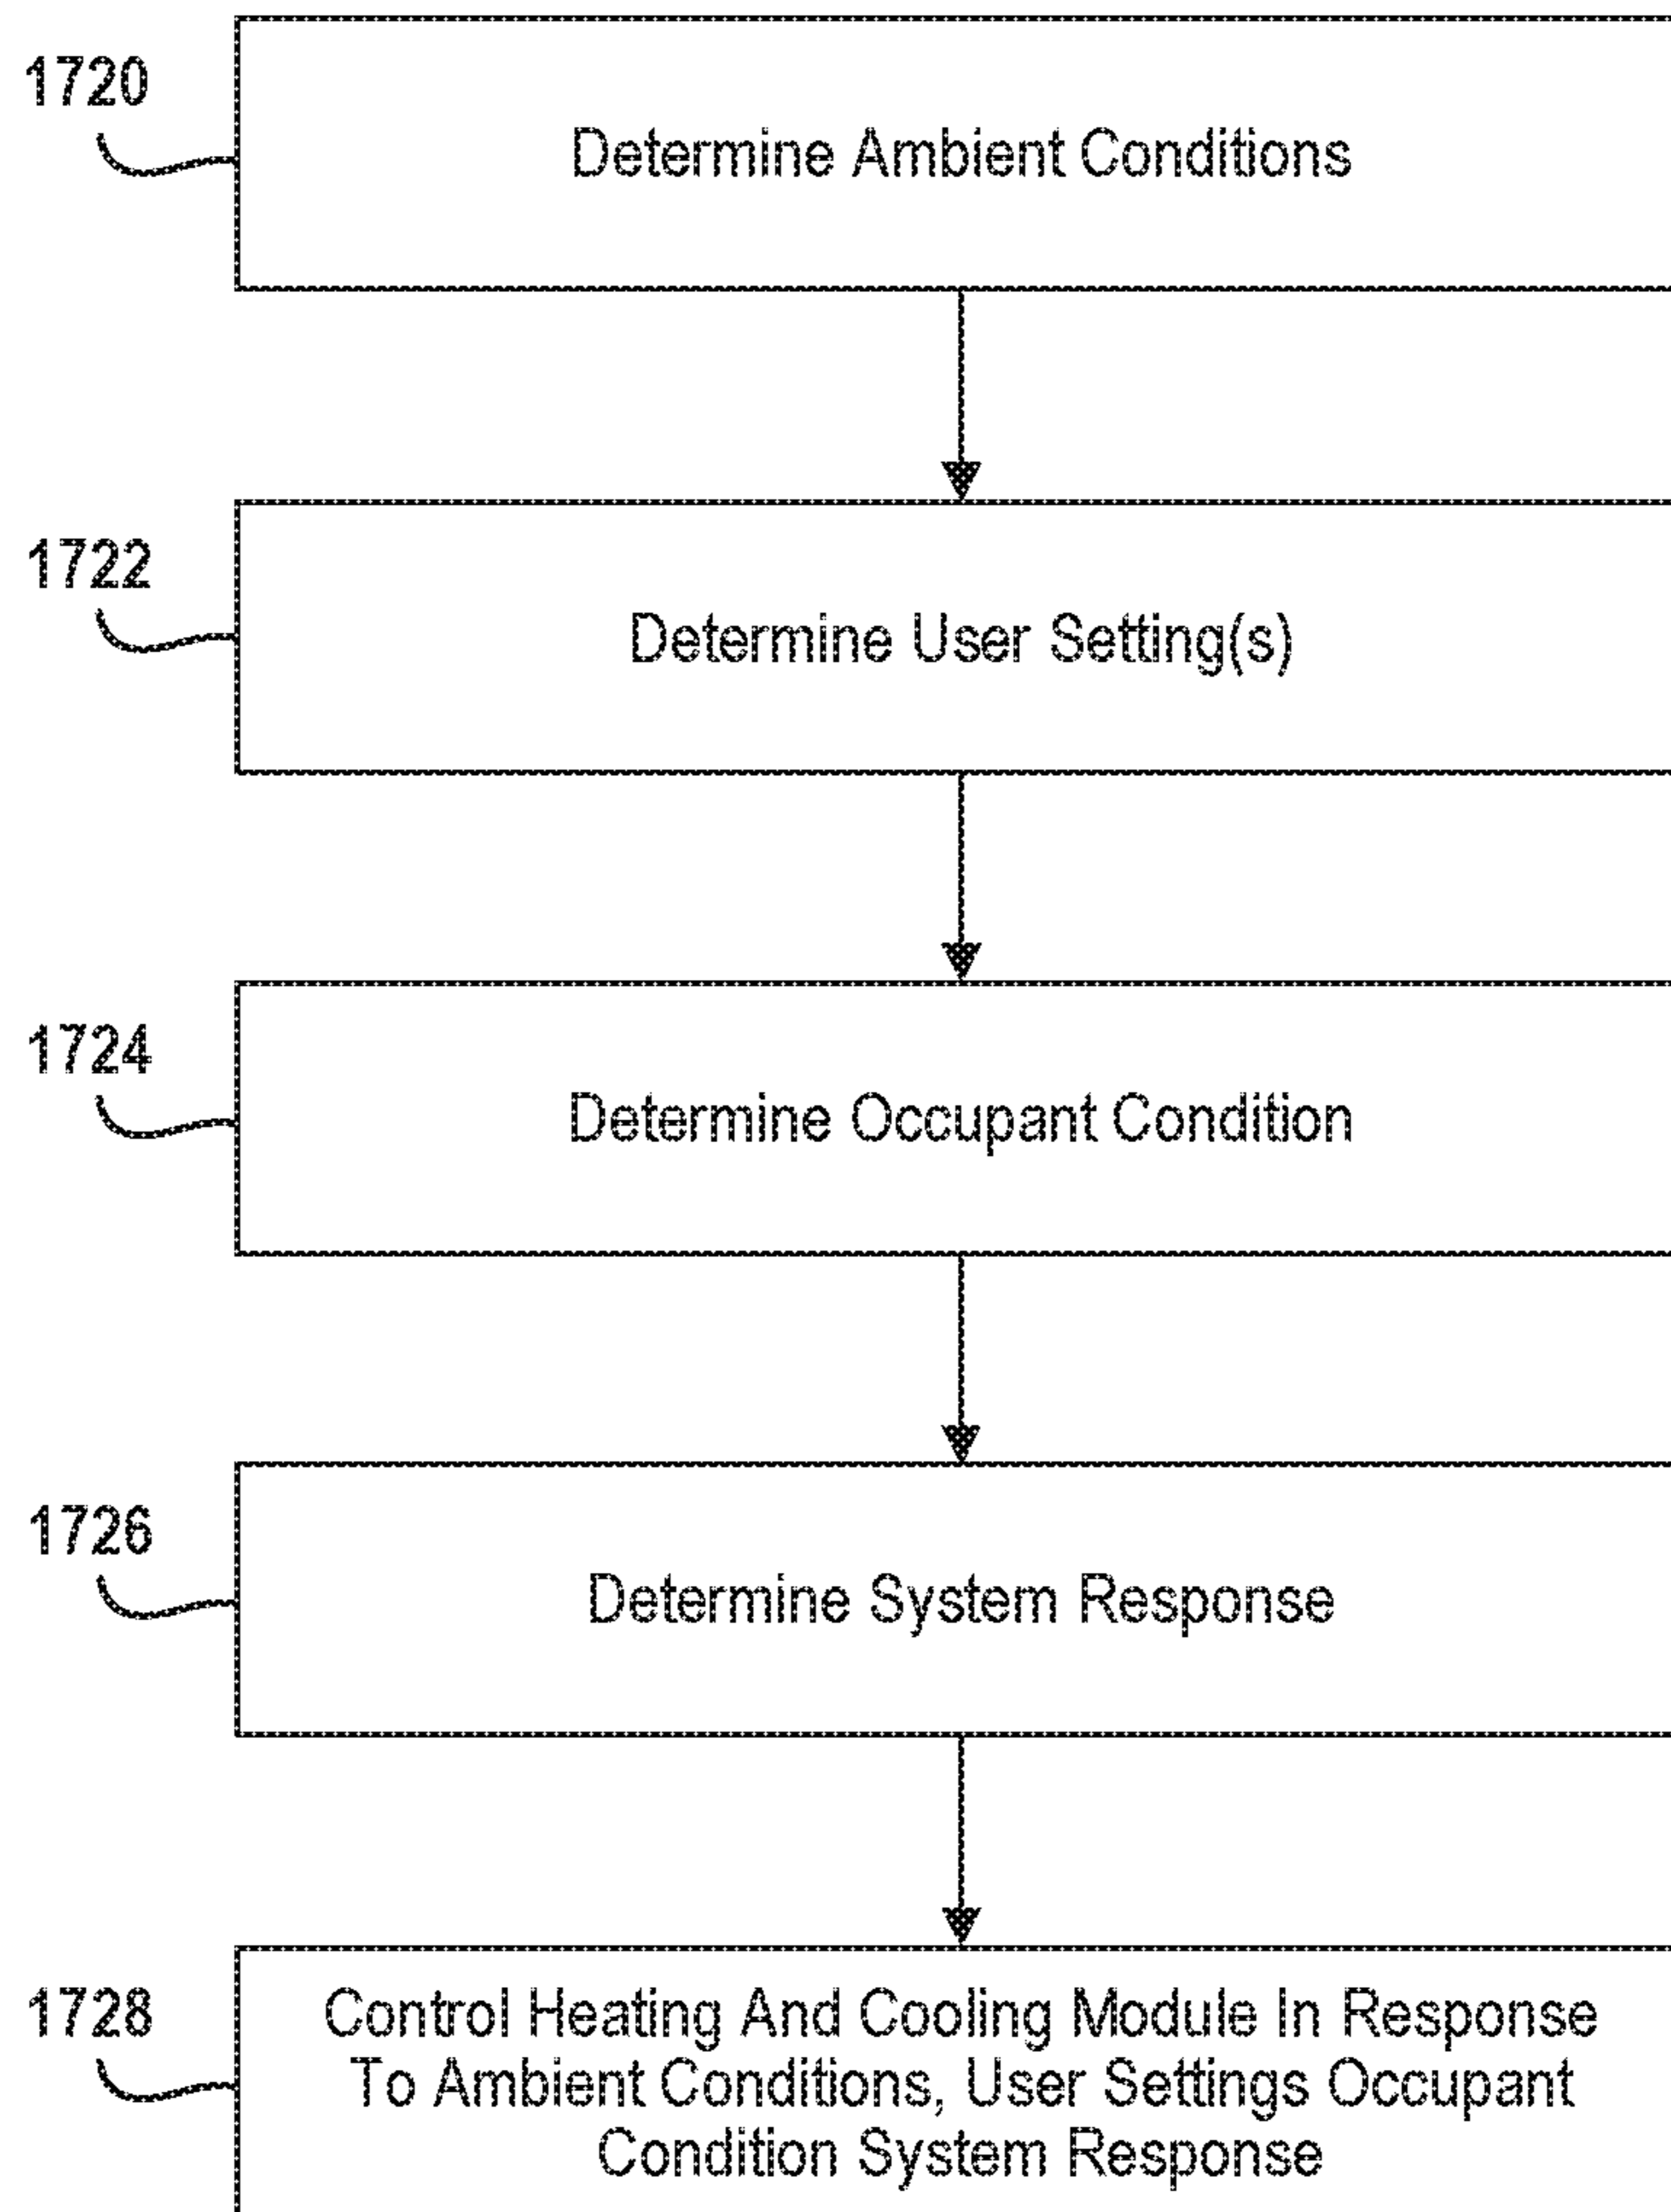 1720
Determine Ambient Conditions
1722
Determine User Setting(s)
1724
Determine Occupant Condition
1726
Determine System Response
1728
Control Heating And Cooling Module In Response
To Ambient Conditions, User Settings Occupant
Condition System Response